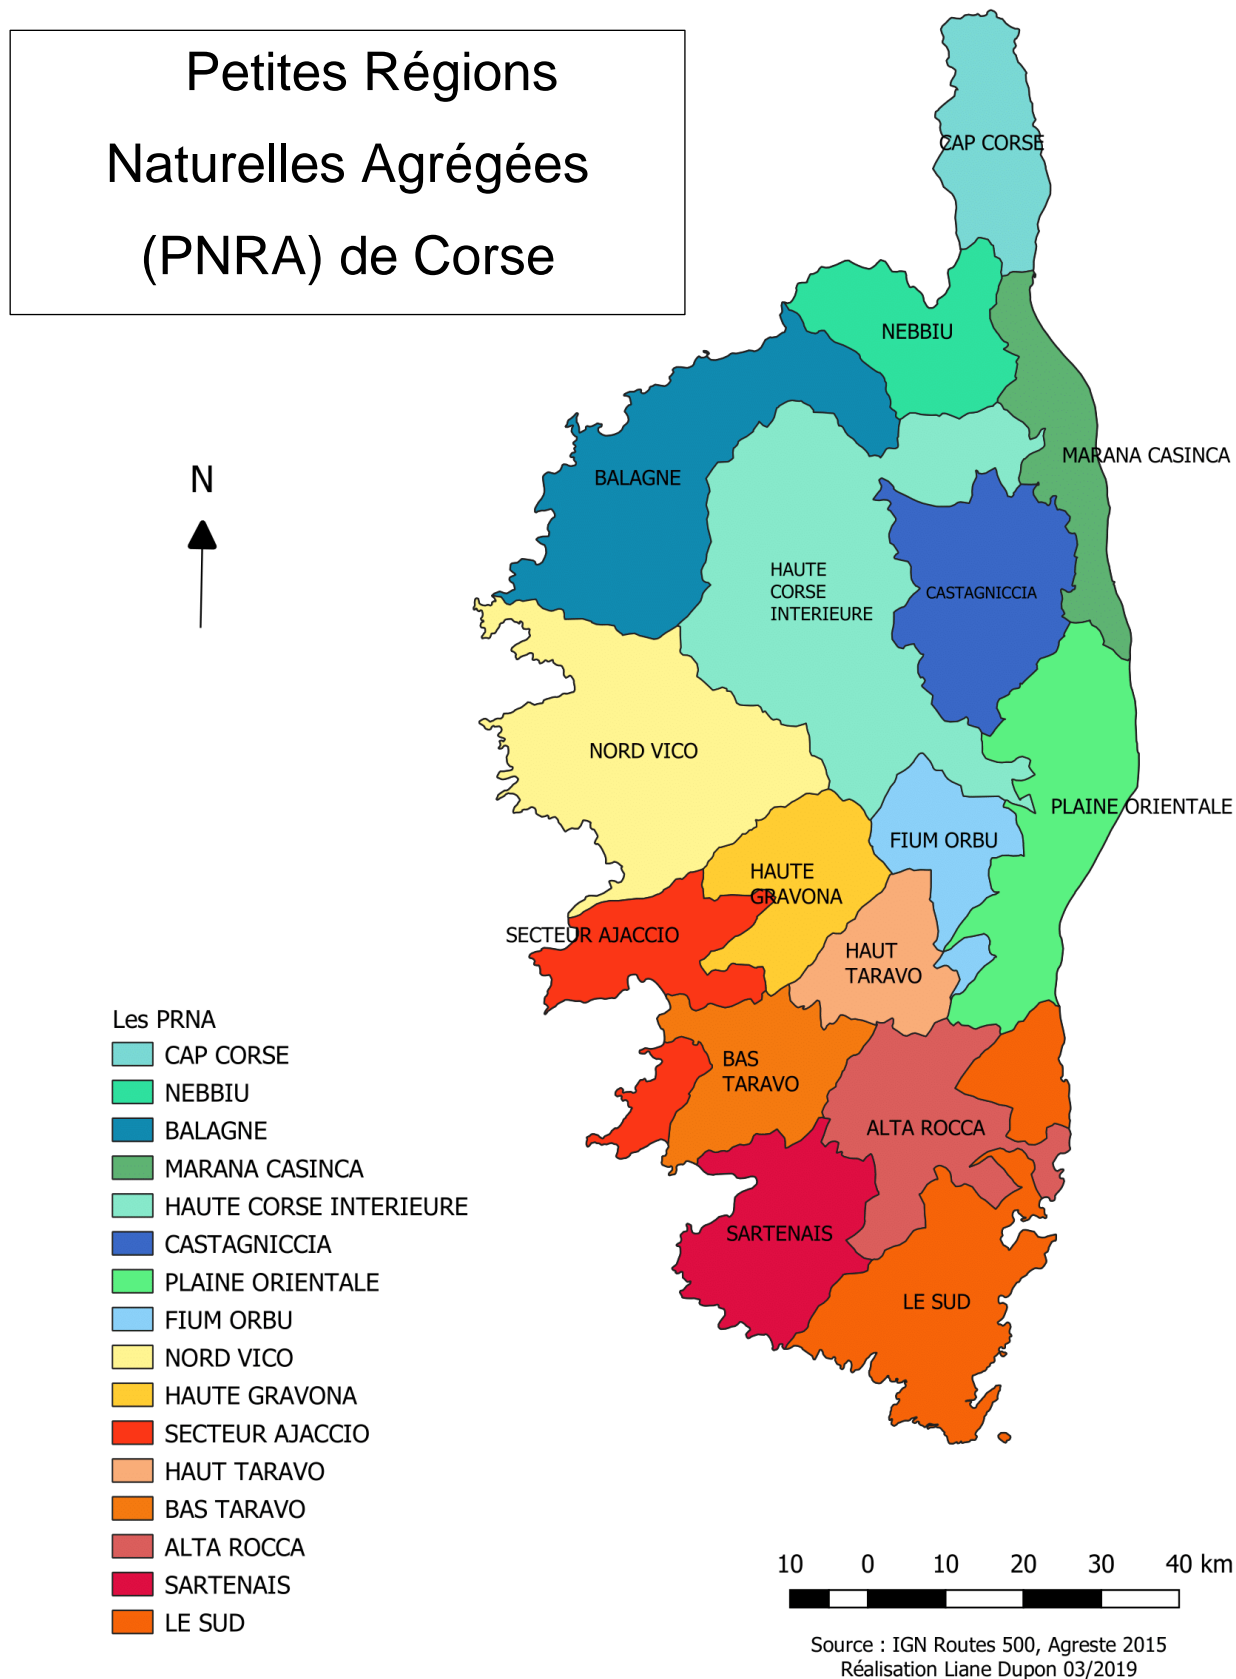 Petites Régions
Naturelles Agrégées
(PNRA) de Corse
CAP CORSE
NEBBIU
MARANA CASINCA
BALAGNE
N
HAUTE
CORSE
INTERIEURE
CASTAGNICCIA
NORD VICO
PLAINE ORIENTALE
FIUM ORBU
HAUTE
GRAVONA
SECTEUR AJACCIO
HAUT
TARAVO
BAS
TARAVO
ALTA ROCCA
SARTENAIS
LE SUD
Les PRNA
CAP CORSE
NEBBIU
BALAGNE
MARANA CASINCA
HAUTE CORSE INTERIEURE
CASTAGNICCIA
PLAINE ORIENTALE
FIUM ORBU
NORD VICO
HAUTE GRAVONA
SECTEUR AJACCIO
HAUT TARAVO
BAS TARAVO
ALTA ROCCA
SARTENAIS
LE SUD
10 0 10 20 30 40 km
Source : IGN Routes 500, Agreste 2015
Réalisation Liane Dupon 03/2019